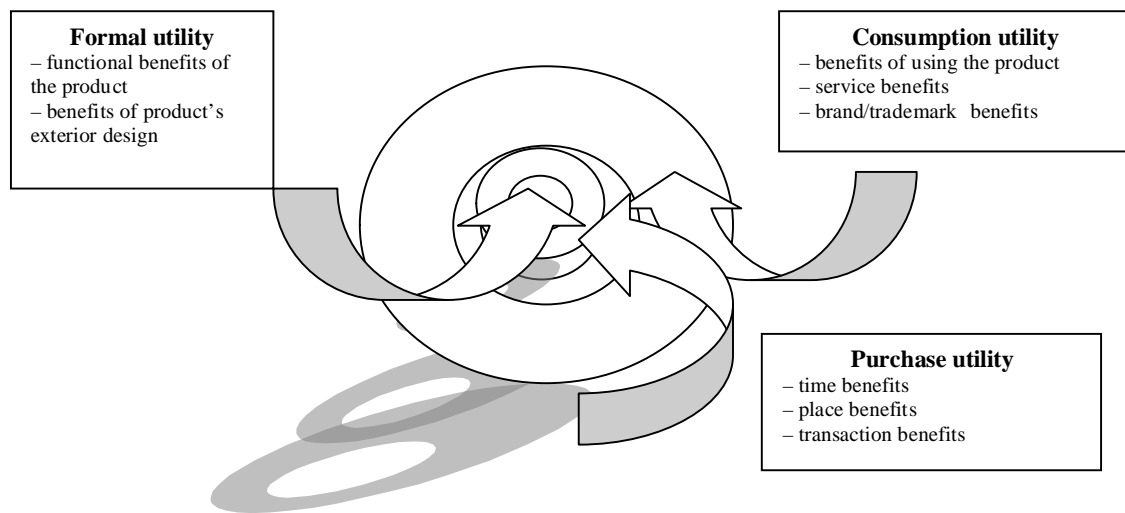 Formal utility
– functional benefits of
the product
– benefits of product's
exterior design
Consumption utility
– benefits of using the product
– service benefits
– brand/trademark benefits
Purchase utility
– time benefits
– place benefits
– transaction benefits